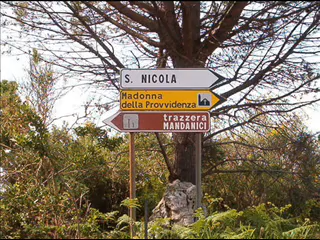 S. NICOLA
Madonna
della Provvidenza
trazzera
MANDANICI